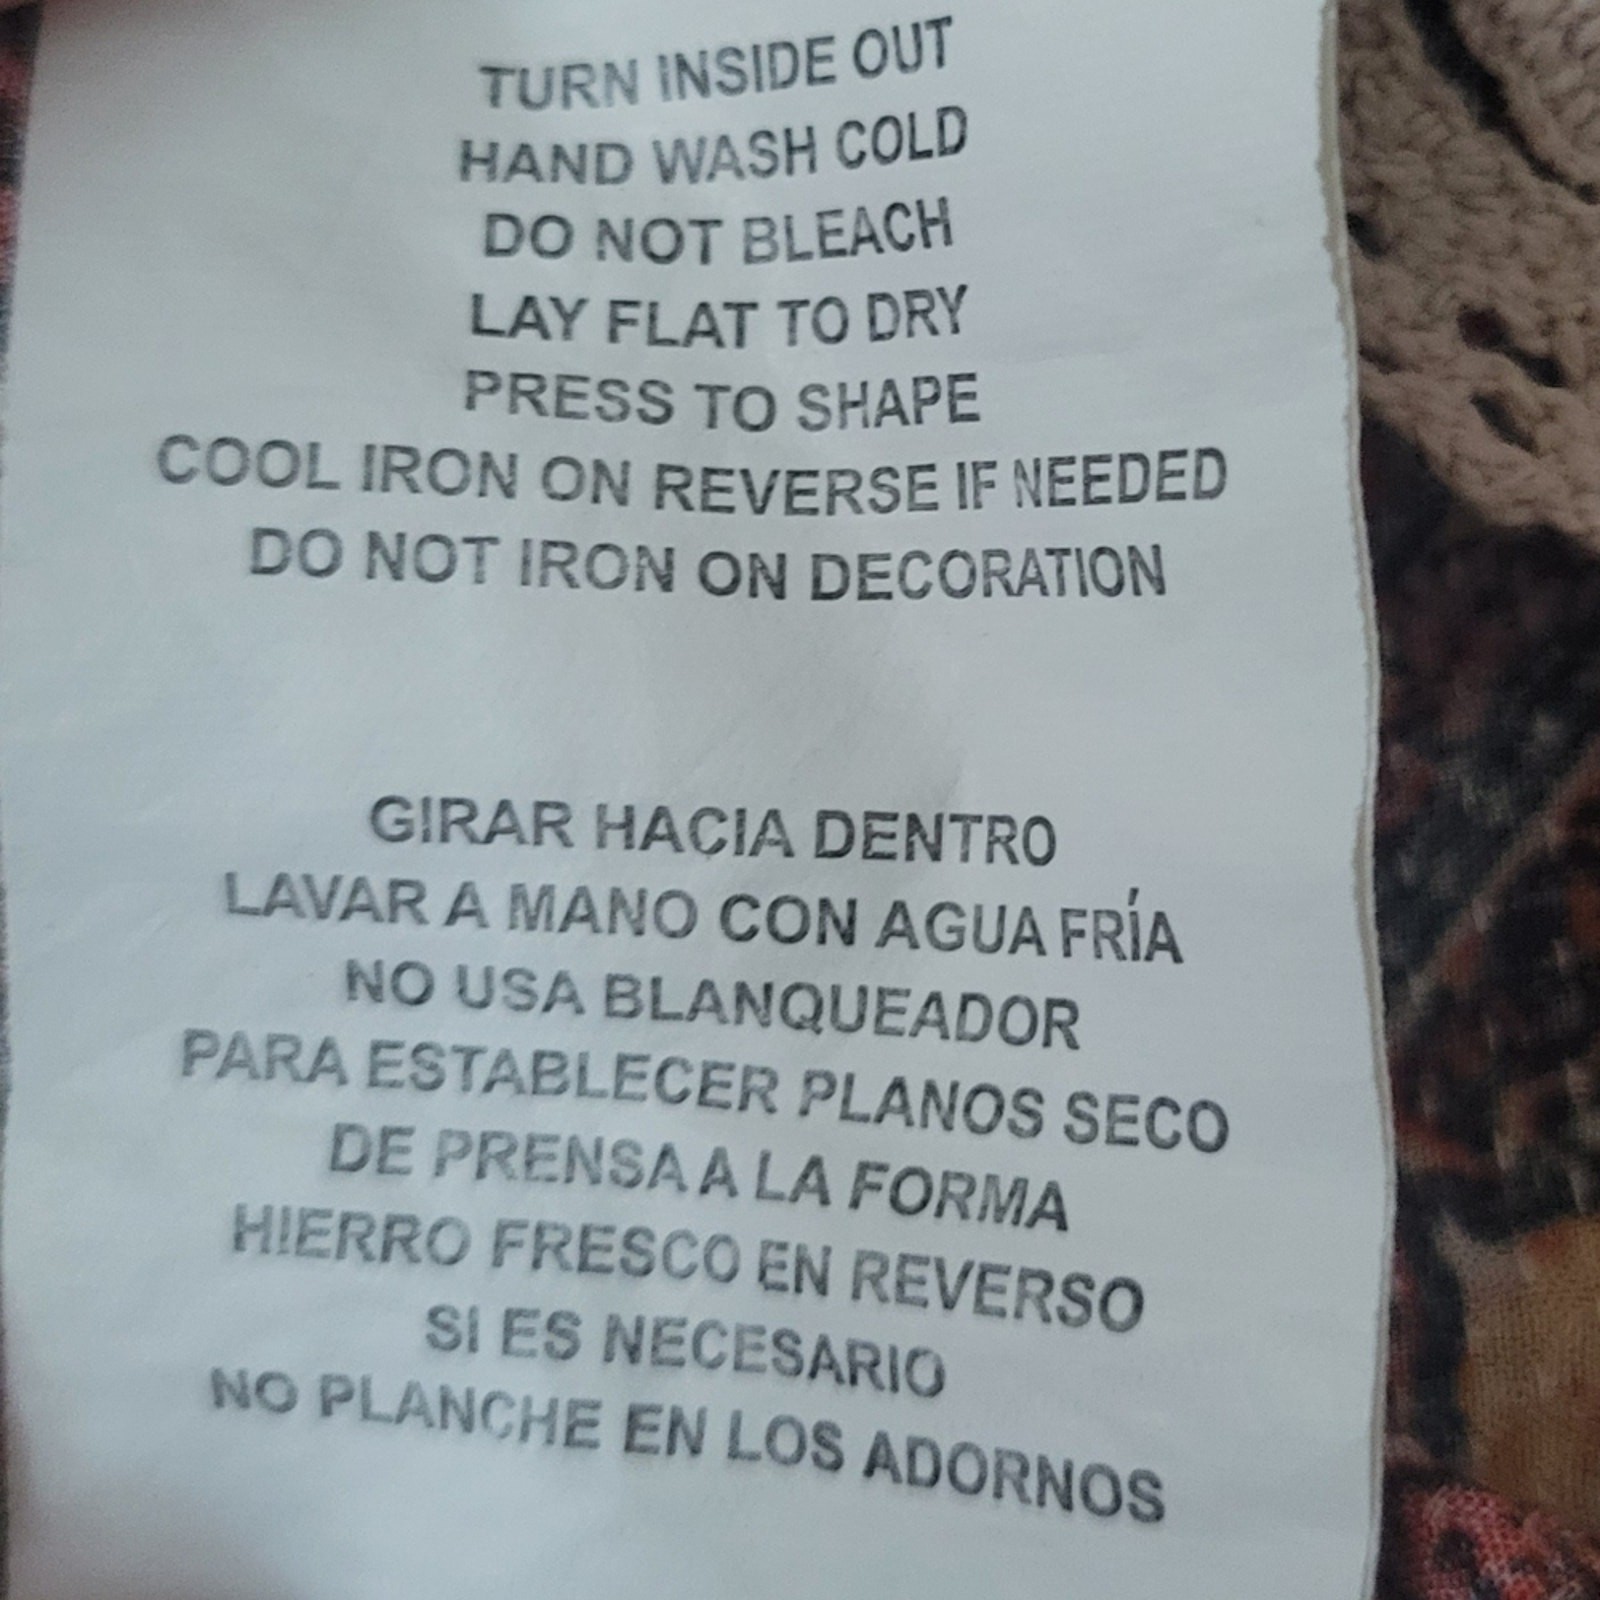 TURN INSIDE OUT
HAND WASH COLD
DO NOT BLEACH
LAY FLAT TO DRY
PRESS TO SHAPE
COOL IRON ON REVERSE IF NEEDED
DO NOT IRON ON DECORATION
GIRAR HACIA DENTRO
LAVAR A MANO CON AGUA FRÍA
NO USA BLANQUEADOR
PARA ESTABLECER PLANOS SECO
DE PRENSA A LA FORMA
HIERRO FRESCO EN REVERSO
SI ES NECESARIO
NO PLANCHE EN LOS ADORNOS